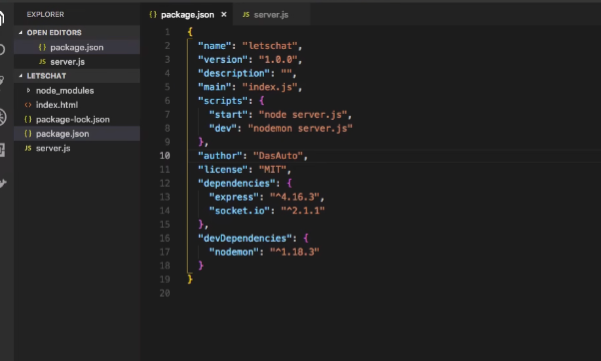 EXPLORER
OPEN EDITORS
{} package.json
JS server.js
LETSCHAT
node_modules
<> index.html
{} package-lock.json
{} package.json
JS server.js
{} package.json ×
JS server.js
1 {
2 "name": "letschat",
3 "version": "1.0.0",
4 "description": "",
5 "main": "index.js",
6 "scripts": {
7 "start": "node server.js",
8 "dev": "nodemon server.js"
9 },
10 "author": "DasAuto",
11 "license": "MIT",
12 "dependencies": {
13 "express": "^4.16.3",
14 "socket.io": "^2.1.1"
15 },
16 "devDependencies": {
17 "nodemon": "^1.18.3"
18 }
19 }
20